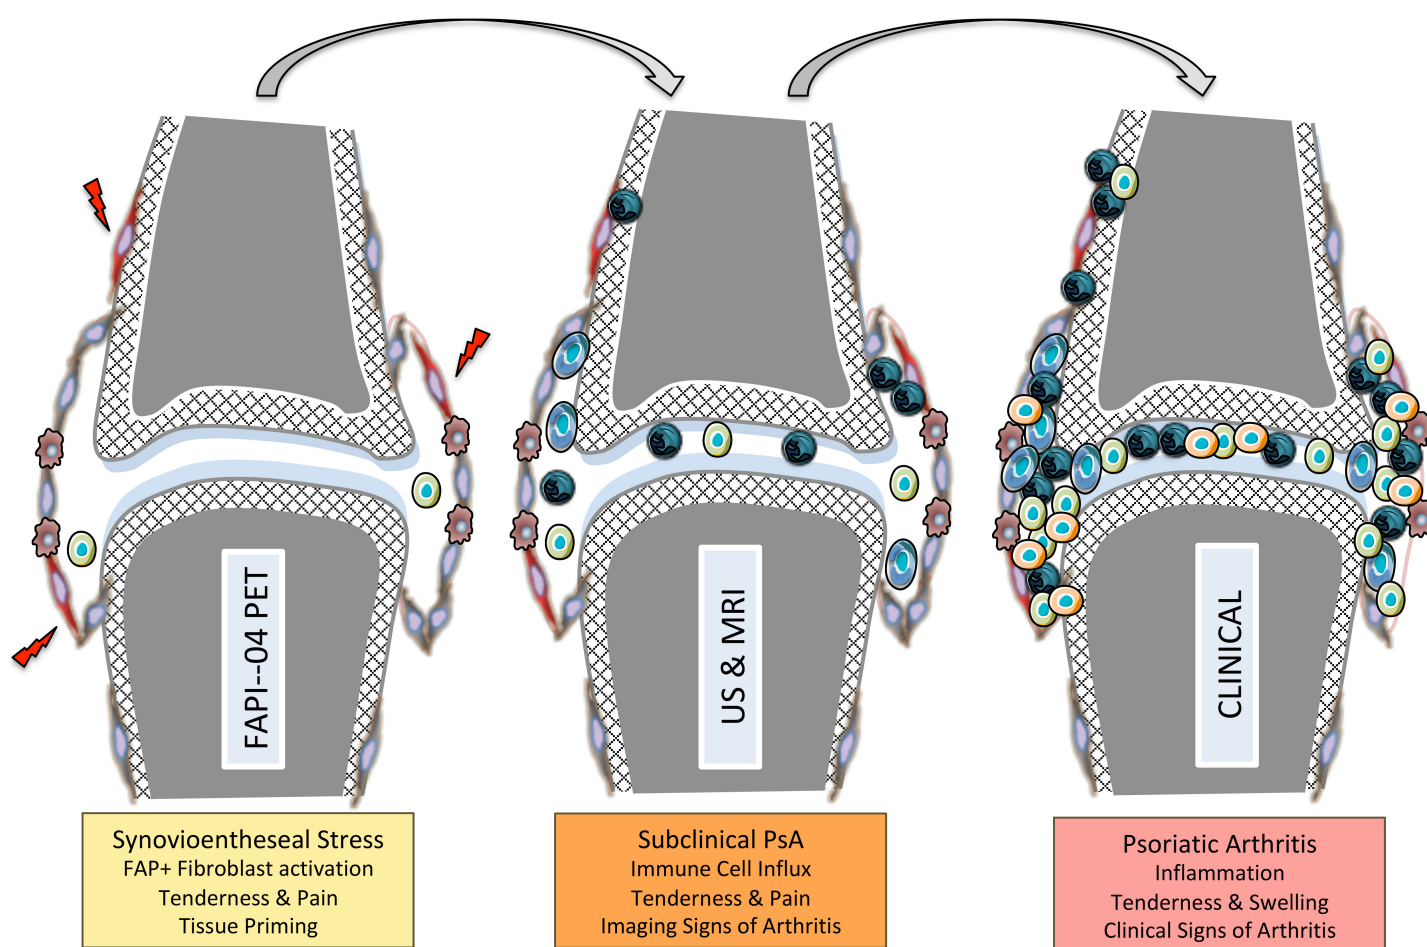 FAPI--04 PET
US & MRI
CLINICAL
Synovioentheseal Stress
FAP+ Fibroblast activation
Tenderness & Pain
Tissue Priming
Subclinical PsA
Immune Cell Influx
Tenderness & Pain
Imaging Signs of Arthritis
Psoriatic Arthritis
Inflammation
Tenderness & Swelling
Clinical Signs of Arthritis